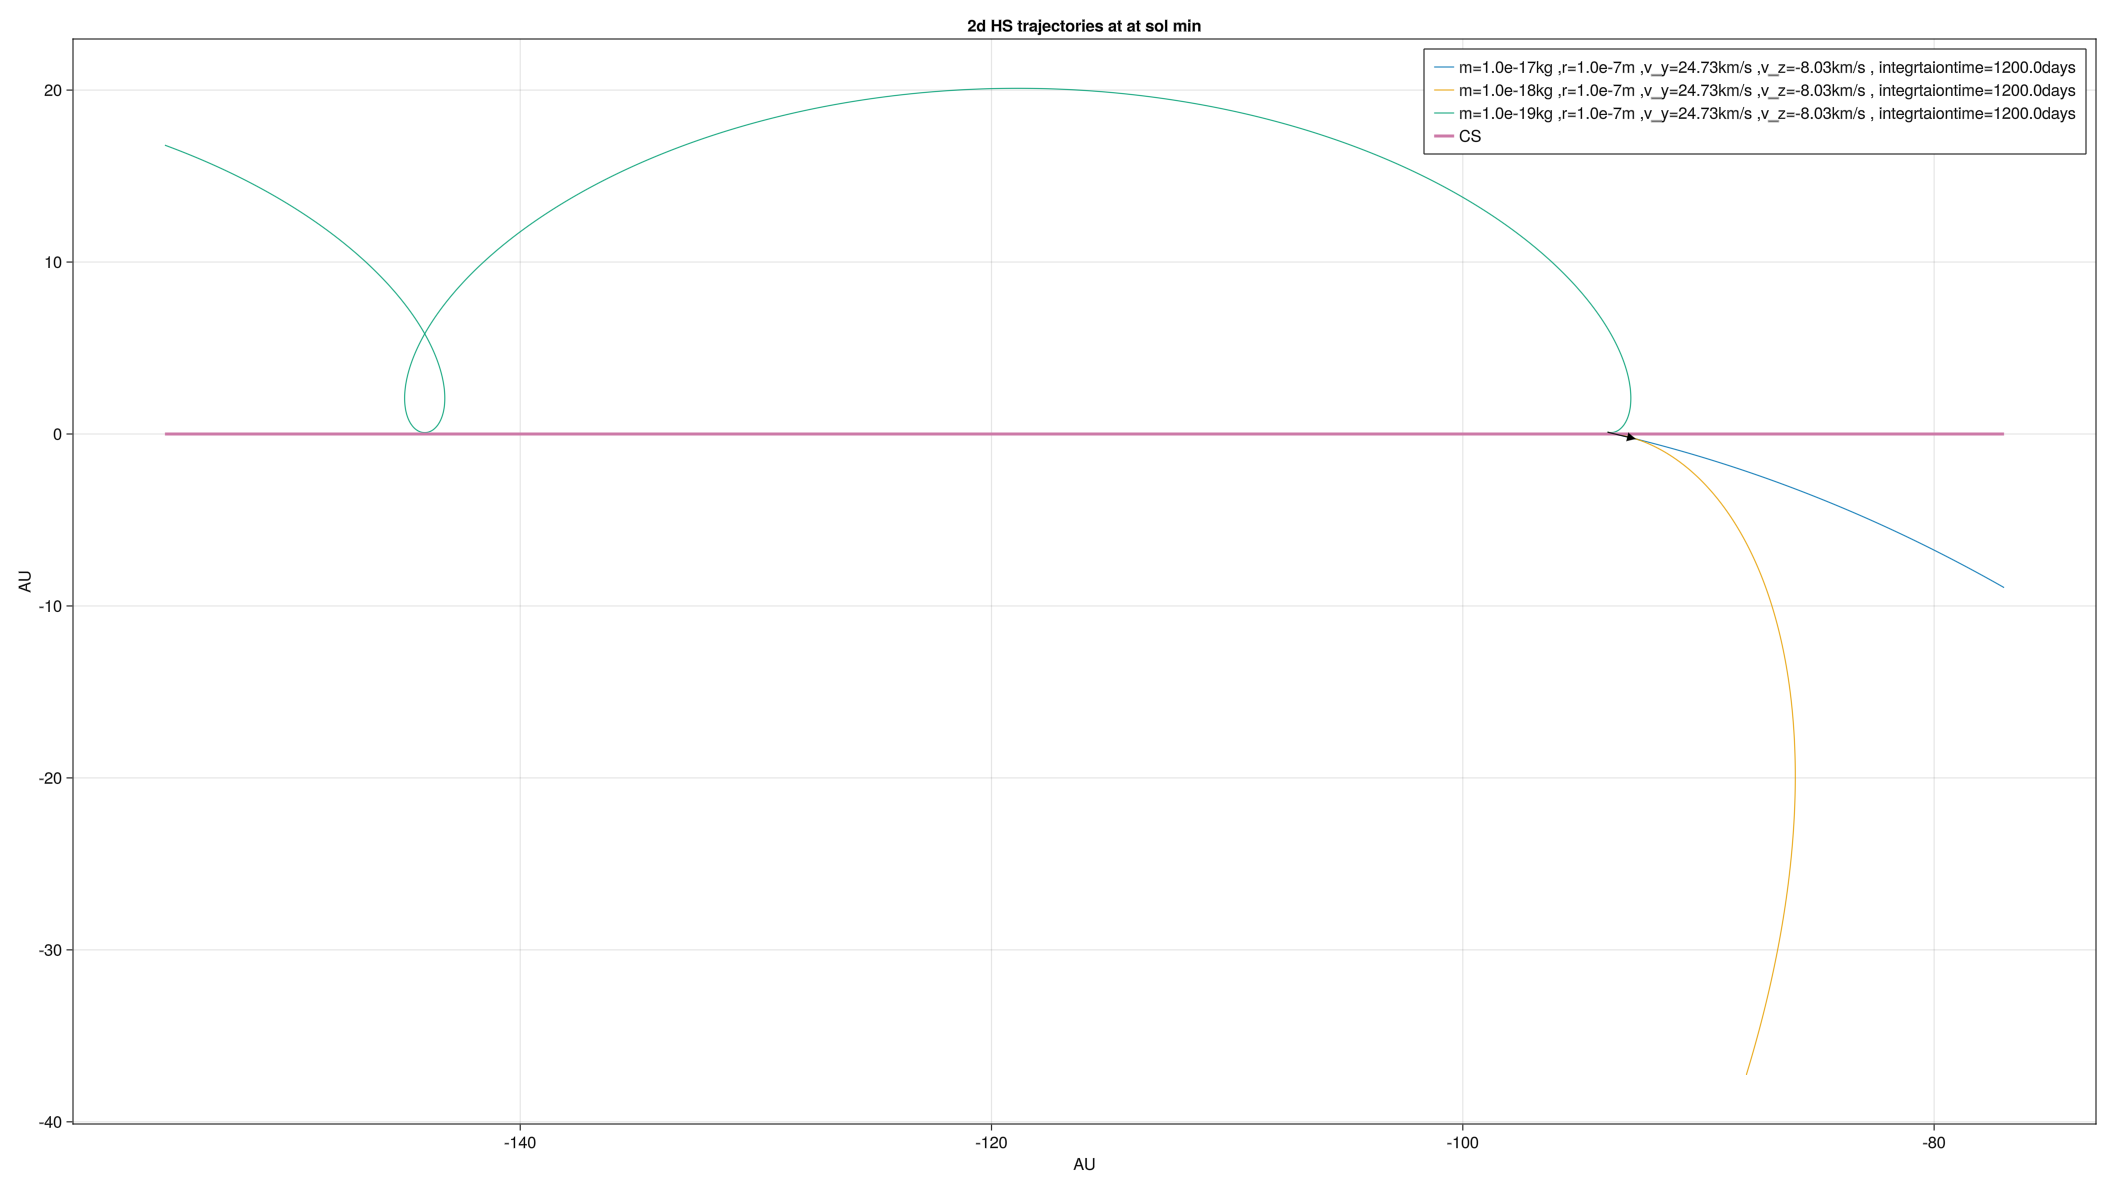 2d HS trajectories at at sol min
m=1.0e-17kg ,r=1.0e-7m ,v_y=24.73km/s ,v_z=-8.03km/s , integrtaiontime=1200.0days
m=1.0e-18kg ,r=1.0e-7m ,v_y=24.73km/s ,v_z=-8.03km/s , integrtaiontime=1200.0days
m=1.0e-19kg ,r=1.0e-7m ,v_y=24.73km/s ,v_z=-8.03km/s , integrtaiontime=1200.0days
CS
20
10
0
-10
-20
-30
-40
AU
-140
-120
-100
-80
AU